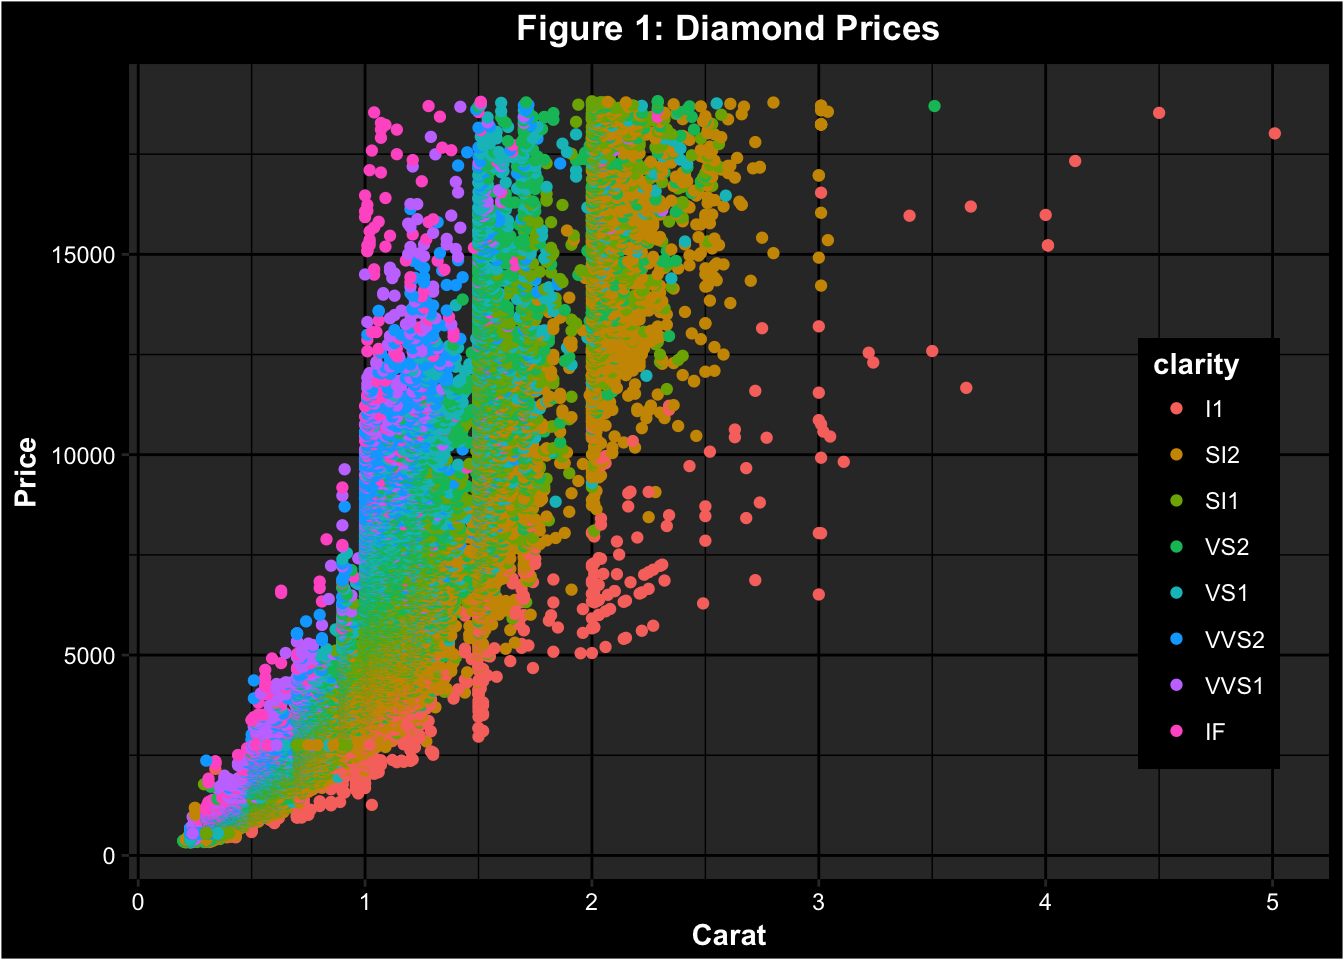 Figure 1: Diamond Prices
Price
15000
10000
5000
0
clarity
I1
SI2
SI1
VS2
VS1
VVS2
VVS1
IF
0 1 2 3 4 5
Carat